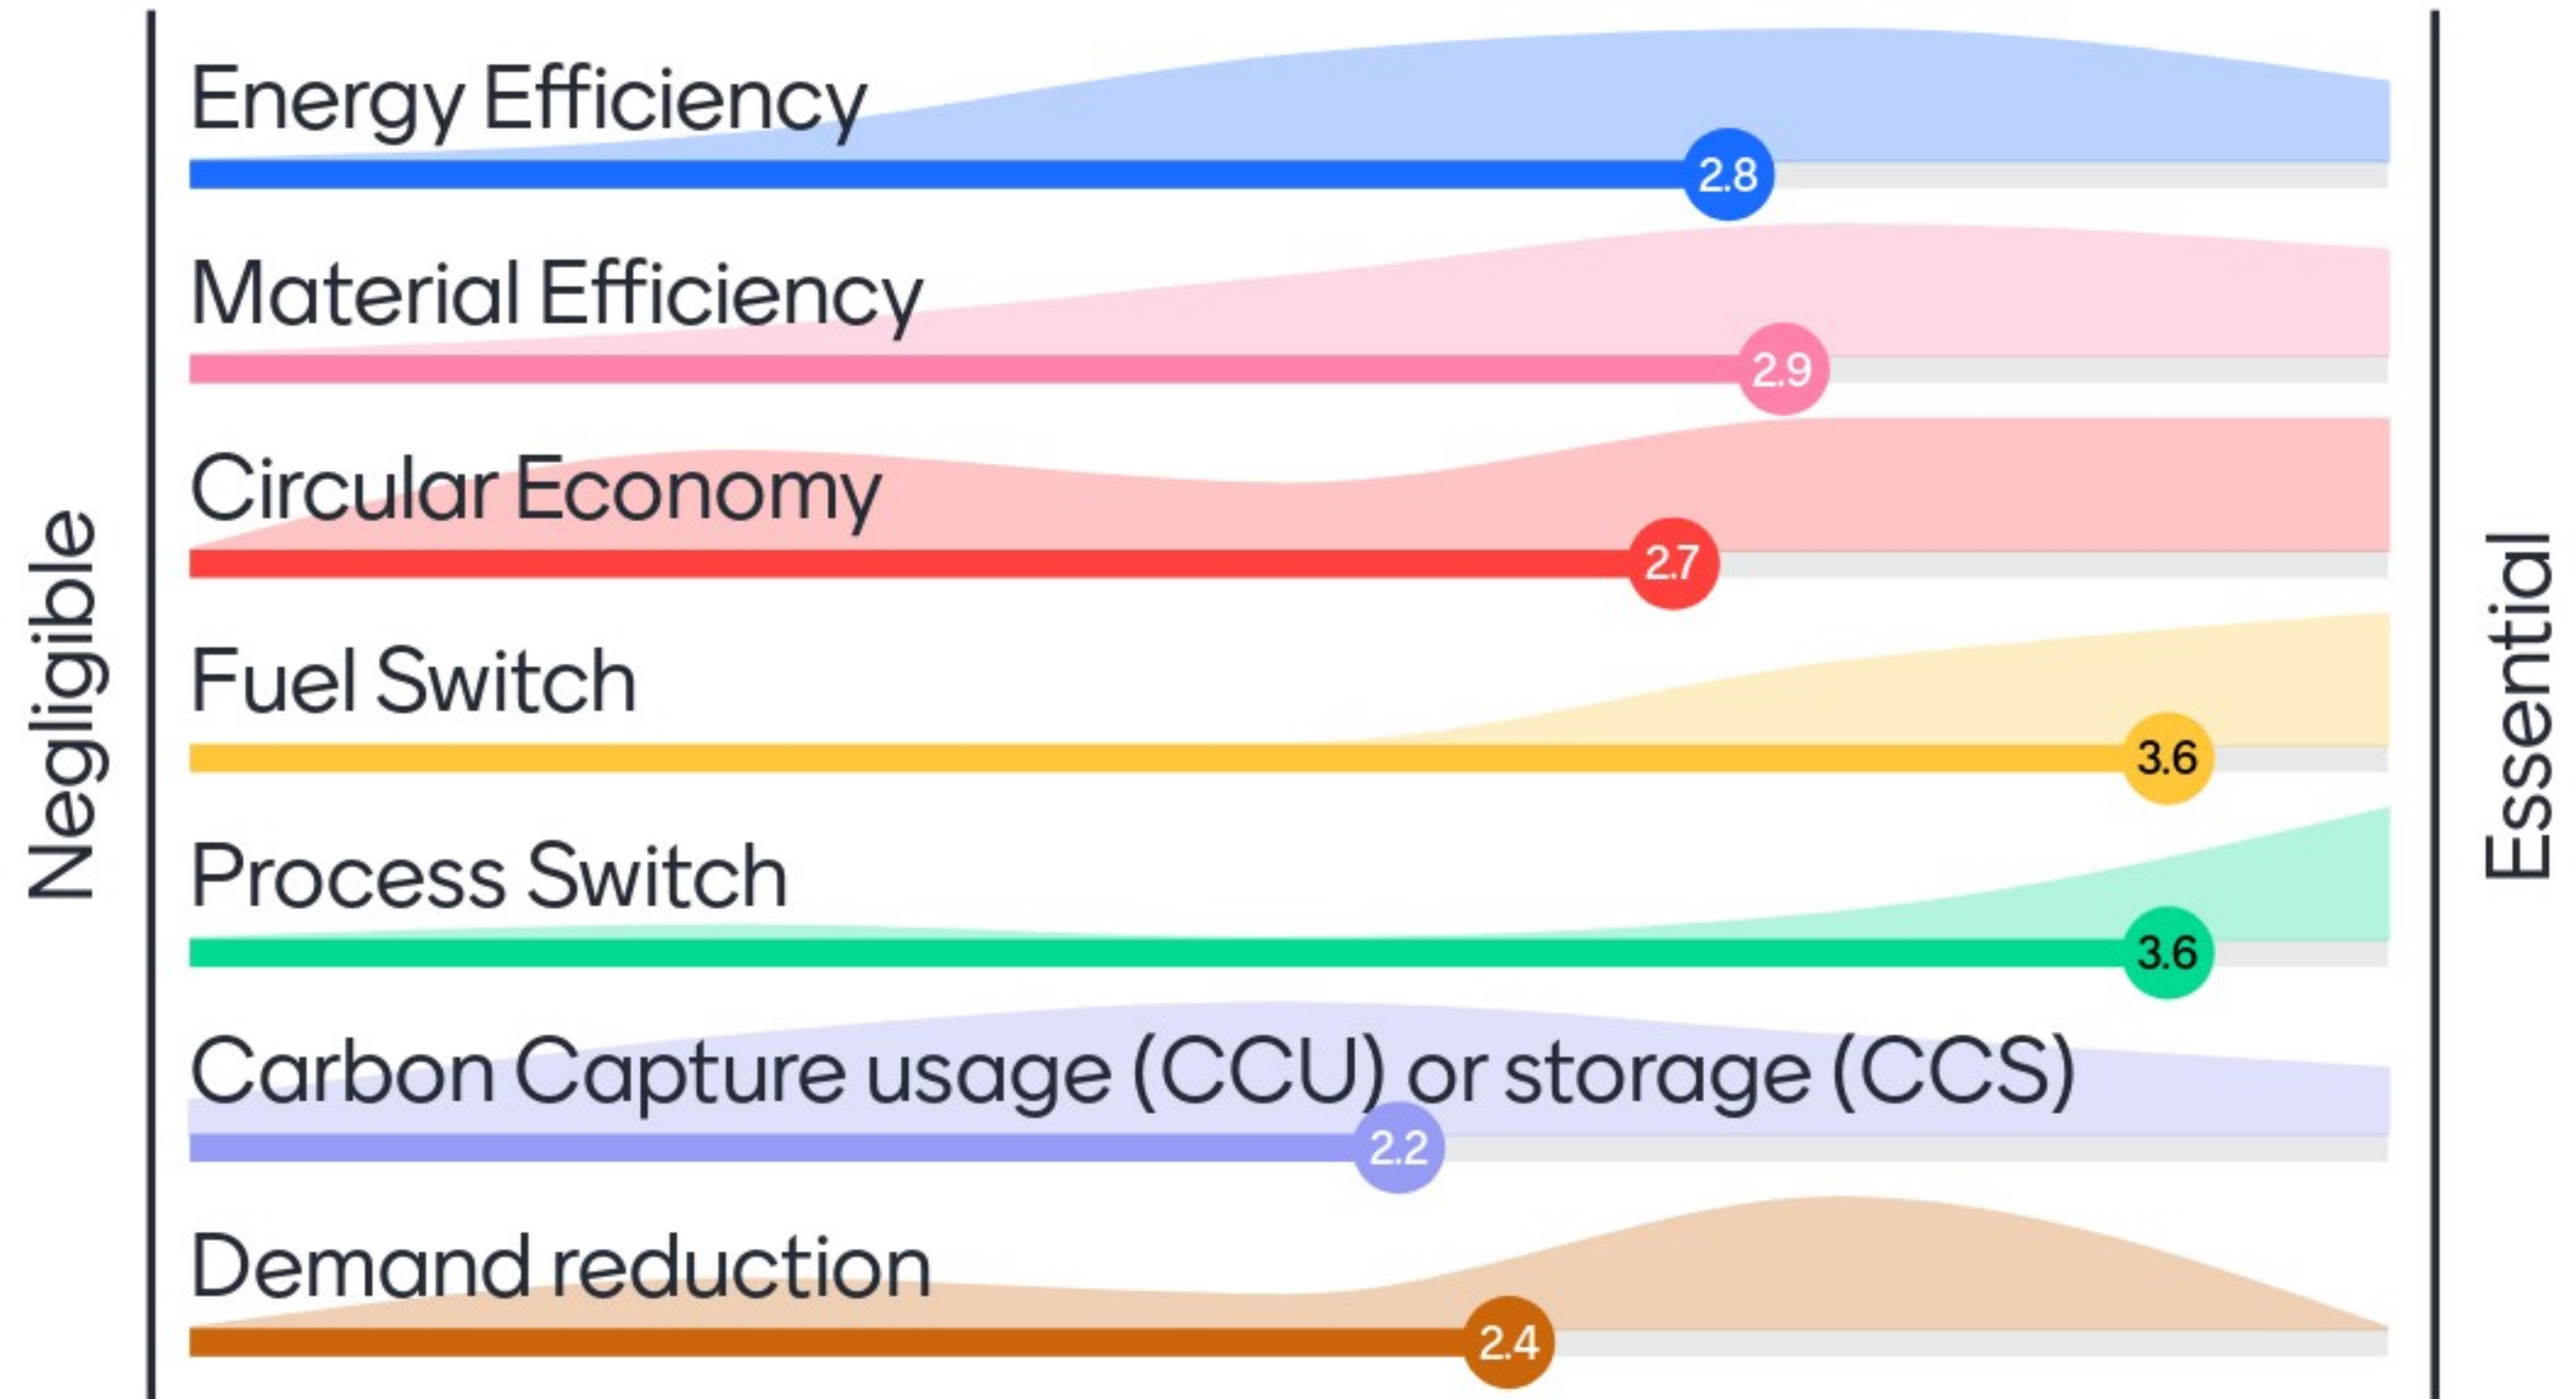 Negligible
Energy Efficiency
2.8
Material Efficiency
2.9
Circular Economy
2.7
Fuel Switch
3.6
Process Switch
3.6
Carbon Capture usage (CCU) or storage (CCS)
2.2
Demand reduction
2.4
Essential